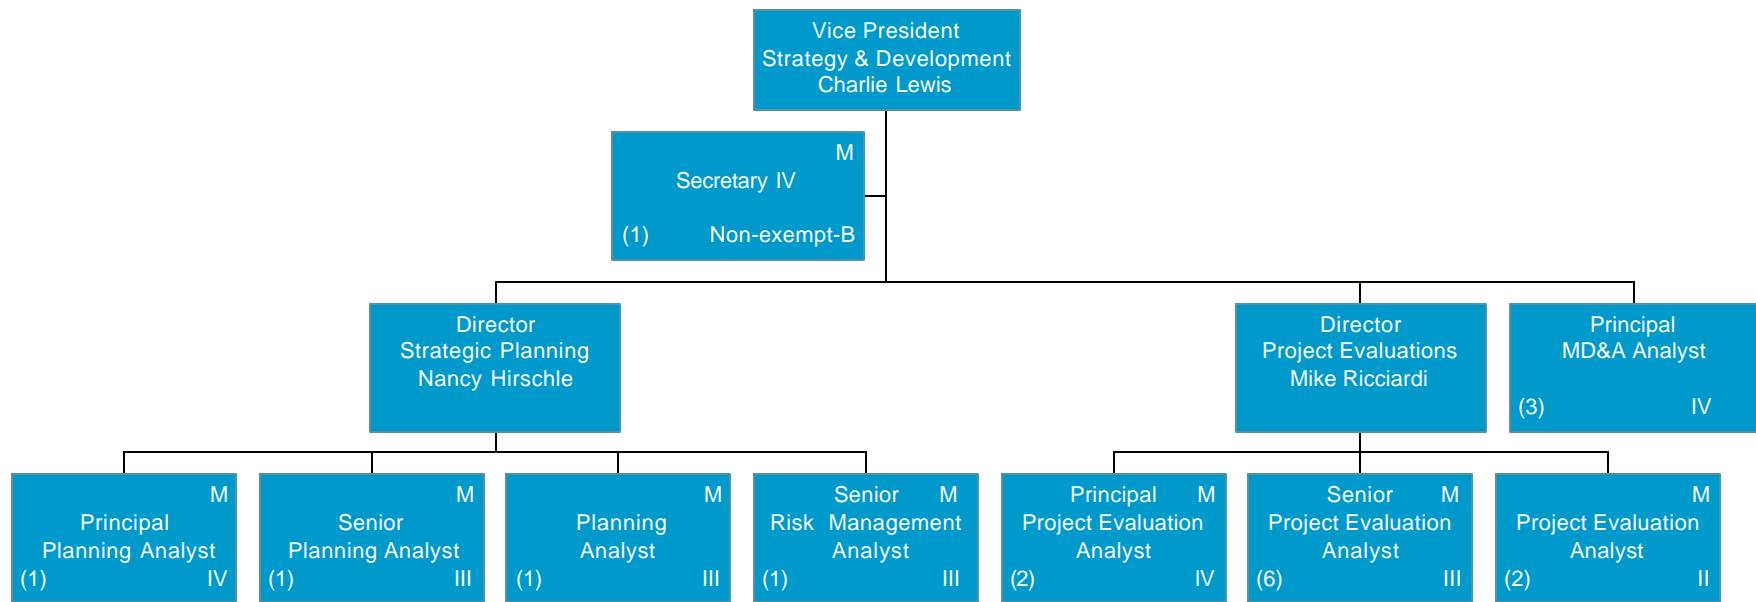 Vice President
Strategy & Development
Charlie Lewis
M
Secretary IV
(1) Non-exempt-B
Director
Strategic Planning
Nancy Hirschle
Director
Project Evaluations
Mike Ricciardi
Principal
MD&A Analyst
(3) IV
M
Principal
Planning Analyst
(1) IV
M
Senior
Planning Analyst
(1) III
M
Planning
Analyst
(1) III
Senior M
Risk Management
Analyst
(1) III
Principal M
Project Evaluation
Analyst
(2) IV
Senior M
Project Evaluation
Analyst
(6) III
M
Project Evaluation
Analyst
(2) II